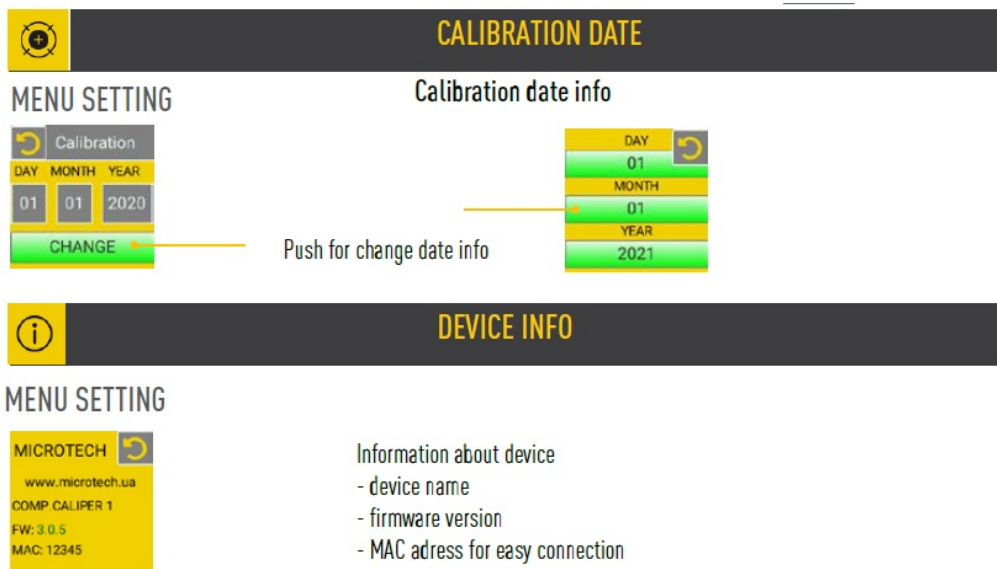 CALIBRATION DATE
MENU SETTING
Calibration date info
Calibration
DAY MONTH YEAR
01 01 2020
CHANGE
Push for change date info
DAY
01
MONTH
01
YEAR
2021
DEVICE INFO
MENU SETTING
MICROTECH
www.microtech.ua
COMP.CALIPER 1
FW: 3.0.5
MAC: 12345
Information about device
- device name
- firmware version
- MAC adress for easy connection